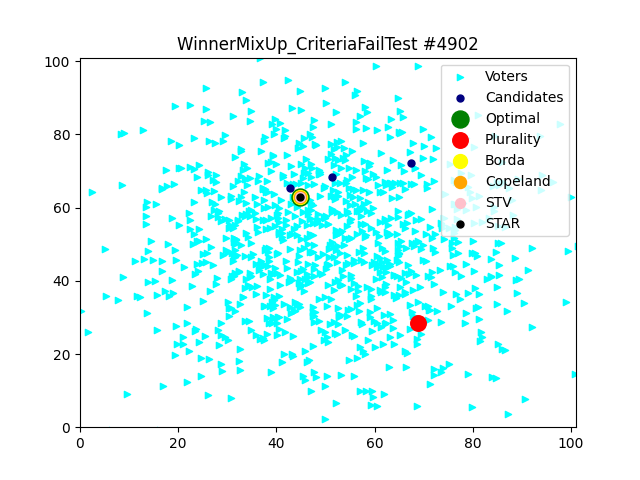 WinnerMixUp_CriteriaFailTest #4902
100
80
60
40
20
0
0
20
40
60
80
100
Voters
Candidates
Optimal
Plurality
Borda
Copeland
STV
STAR